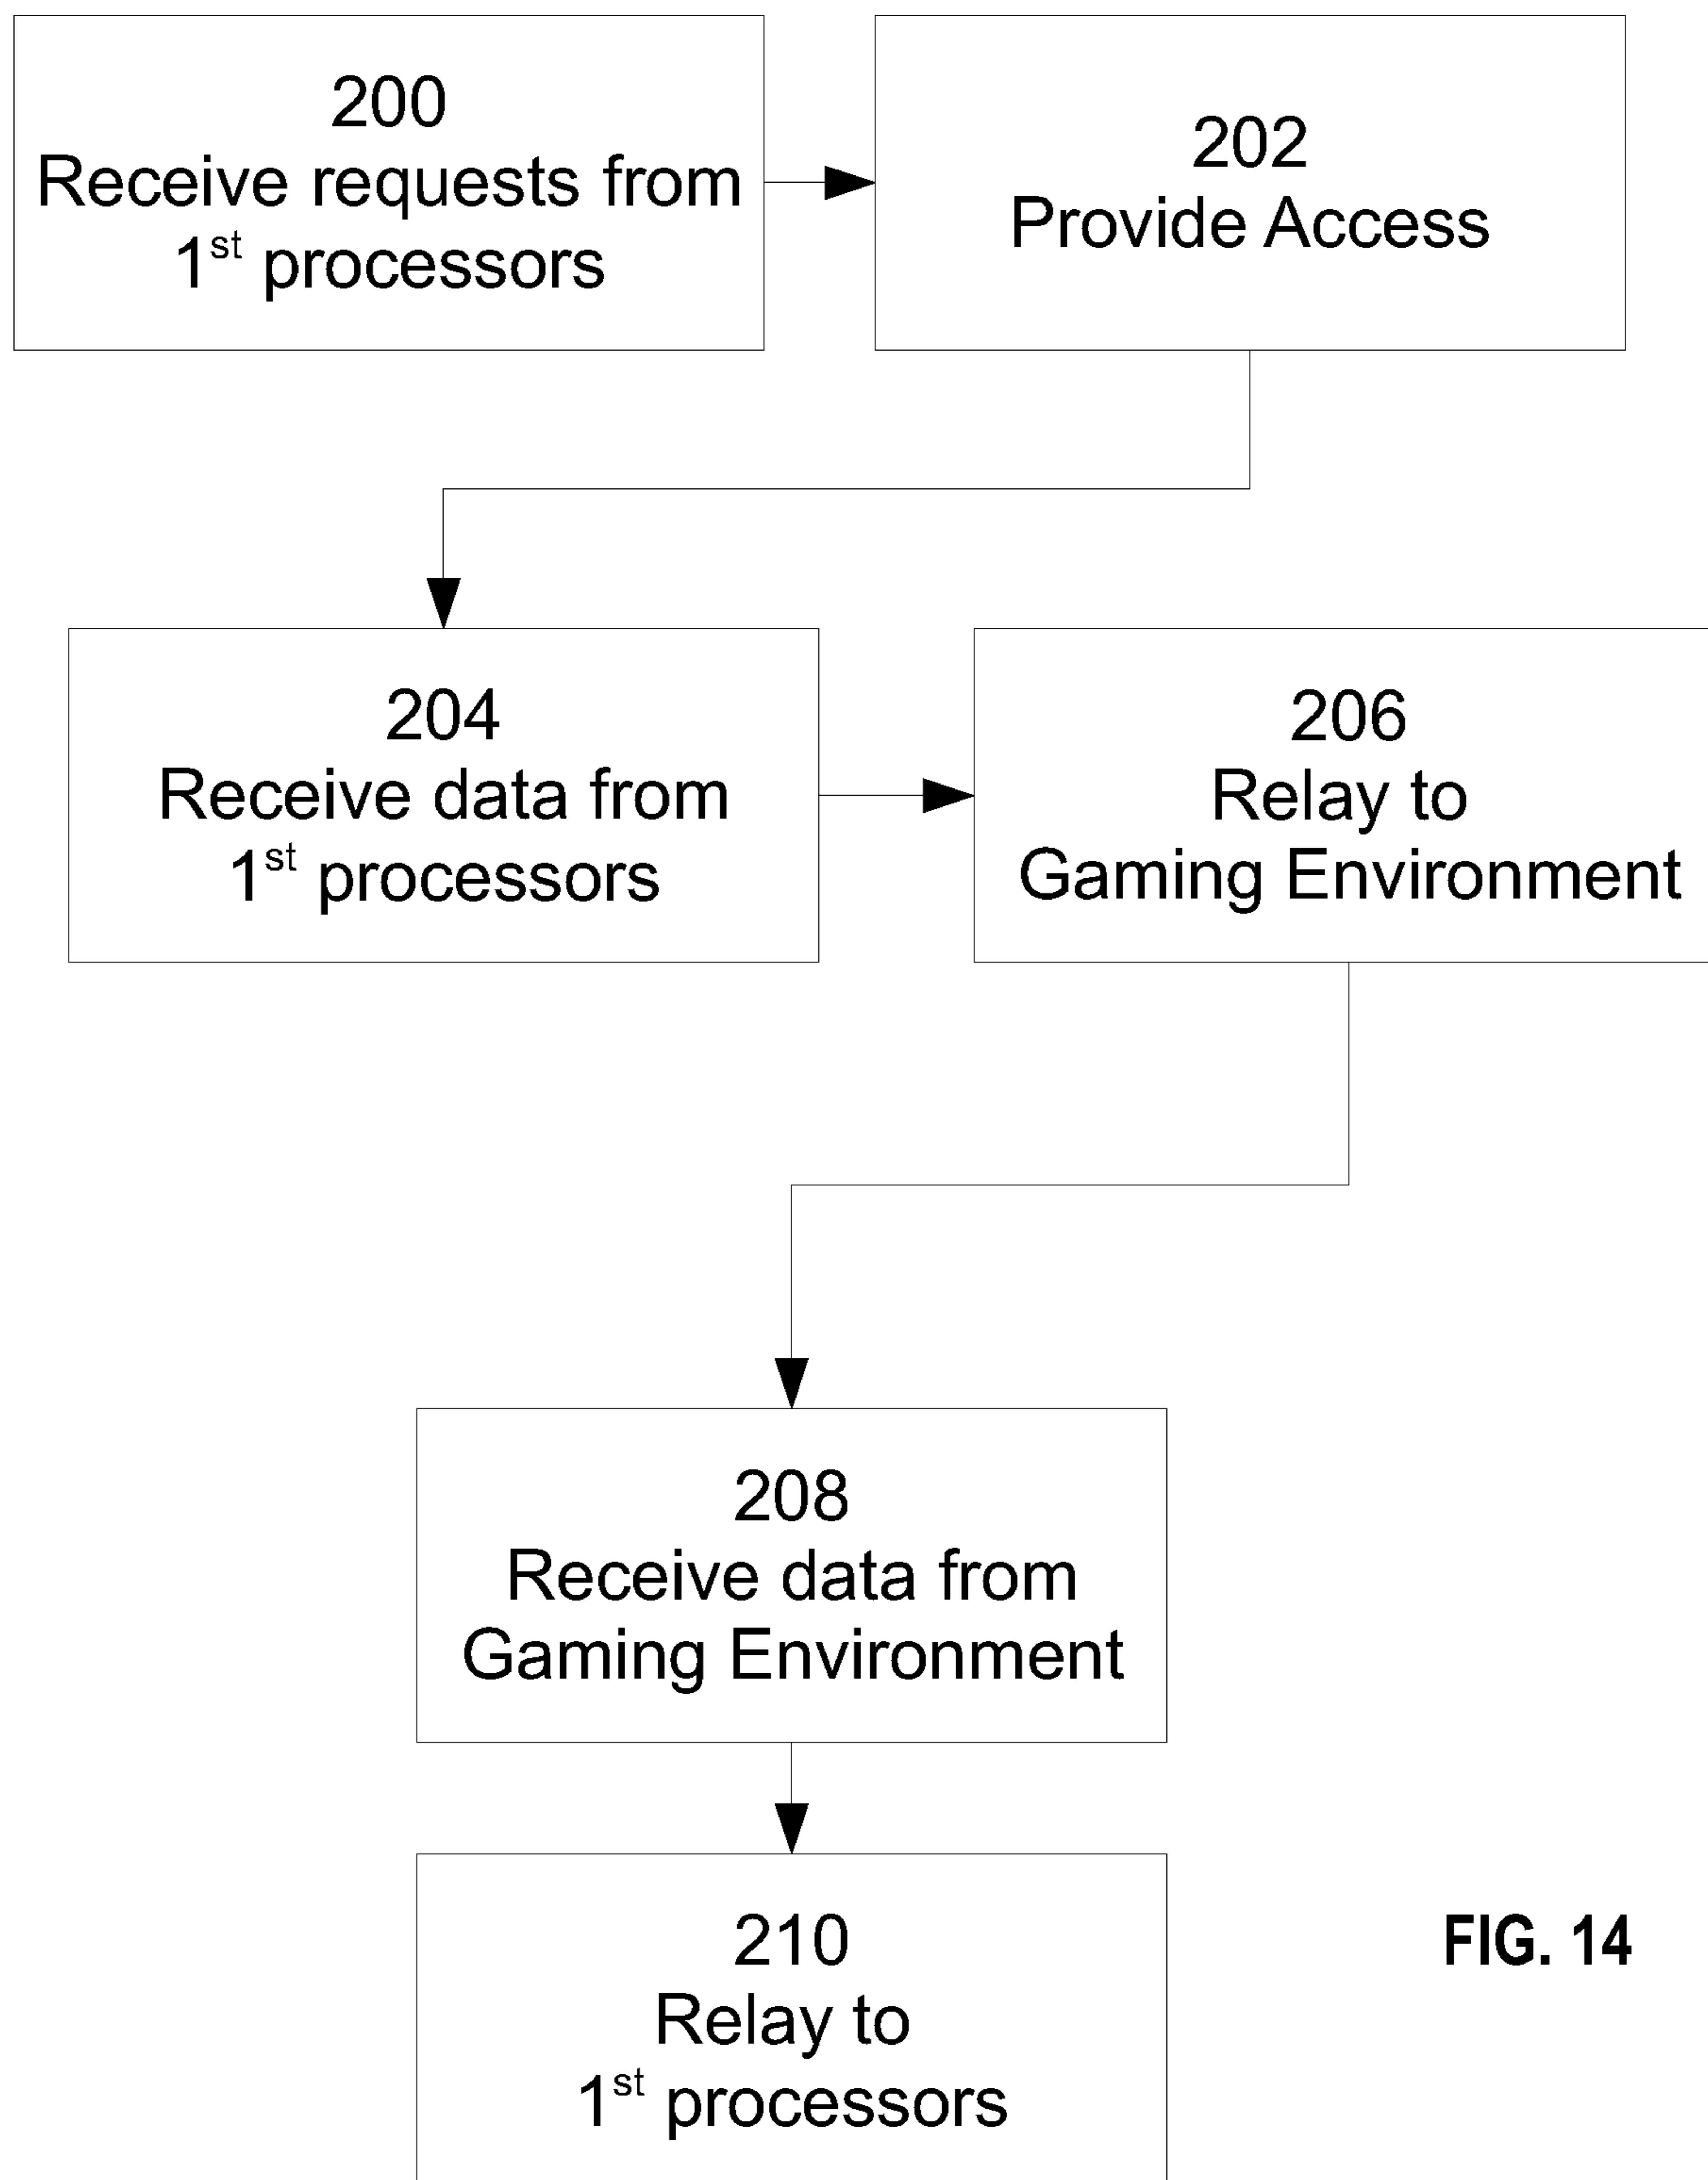 200
Receive requests from
1st processors
202
Provide Access
204
Receive data from
1st processors
206
Relay to
Gaming Environment
208
Receive data from
Gaming Environment
210
Relay to
1st processors
FIG. 14